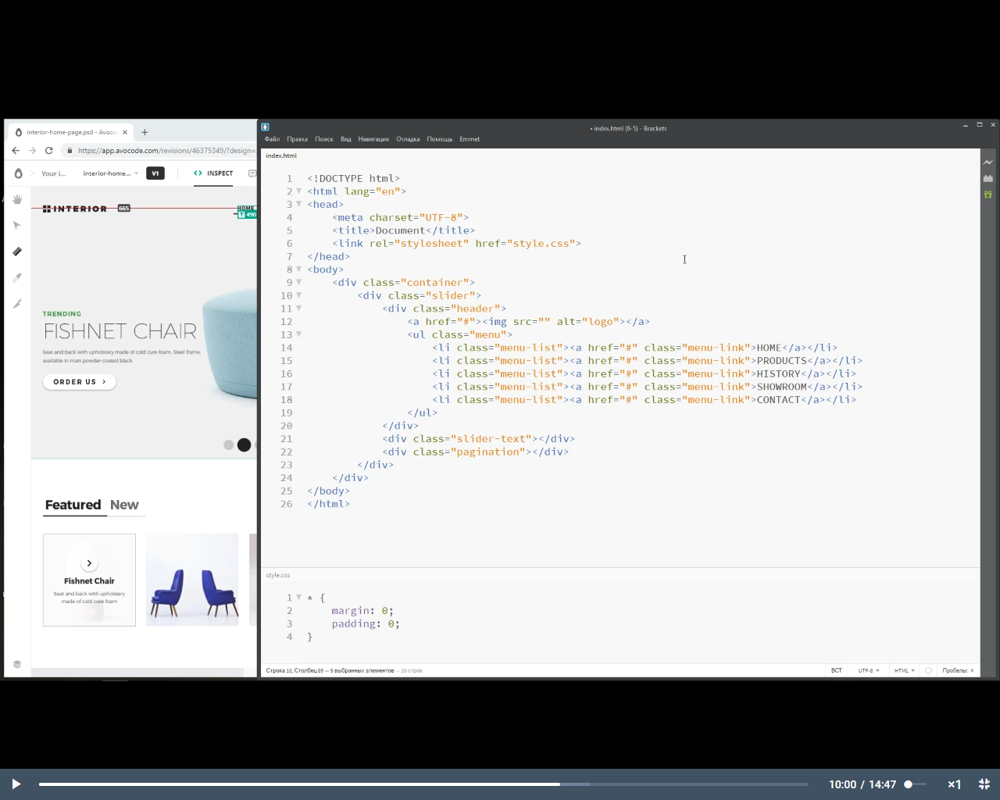 interior-home-page.psd - Avoco
https://app.avocode.com/revisions/46375349/?design=
Your i...
interior-home...
V1
INSPECT
INTERIOR
665
HOME
T 490
TRENDING
FISHNET CHAIR
Seat and back with upholstery made of cold cure foam. Steel frame,
available in matt powder-coated black
ORDER US
Featured New
Fishnet Chair
Seat and back with upholstery
made of cold cure foam
• index.html (6-5) - Brackets
Файл Правка Поиск Вид Навигация Отладка Помощь Emmet
index.html
1 <!DOCTYPE html>
2 <html lang="en">
3 <head>
4 <meta charset="UTF-8">
5 <title>Document</title>
6 <link rel="stylesheet" href="style.css">
7 </head>
8 <body>
9 <div class="container">
10 <div class="slider">
11 <div class="header">
12 <a href="#"><img src="" alt="logo"></a>
13 <ul class="menu">
14 <li class="menu-list"><a href="#" class="menu-link">HOME</a></li>
15 <li class="menu-list"><a href="#" class="menu-link">PRODUCTS</a></li>
16 <li class="menu-list"><a href="#" class="menu-link">HISTORY</a></li>
17 <li class="menu-list"><a href="#" class="menu-link">SHOWROOM</a></li>
18 <li class="menu-list"><a href="#" class="menu-link">CONTACT</a></li>
19 </ul>
20 </div>
21 <div class="slider-text"></div>
22 <div class="pagination"></div>
23 </div>
24 </div>
25 </body>
26 </html>
style.css
1 * {
2 margin: 0;
3 padding: 0;
4 }
Строка 18, Столбец 89 — 5 выбранных элементов — 26 строк
ВСТ UTF-8 HTML Пробелы: 4
10:00 / 14:47 ×1